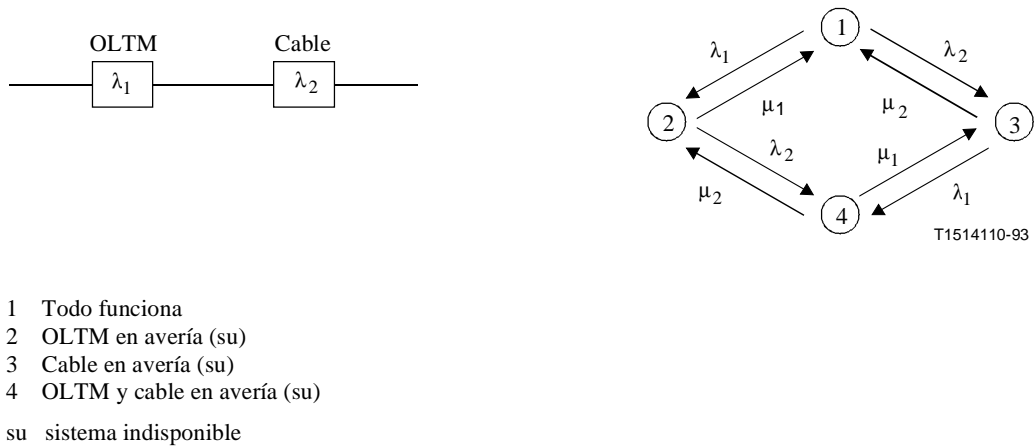 OLTM
Cable
λ1
λ2
1
λ1
λ2
μ1
μ2
2
3
λ2
μ1
μ2
λ1
4
T1514110-93
1 Todo funciona
2 OLTM en avería (su)
3 Cable en avería (su)
4 OLTM y cable en avería (su)
su sistema indisponible